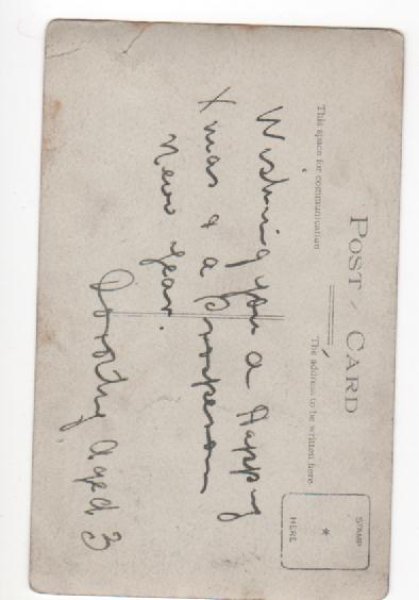 POST CARD
This space for communication
The address to be written here.
STAMP
*
HERE
Wishing you a Happy
Xmas & a Prosperous
New Year.
Dorothy Aged 3